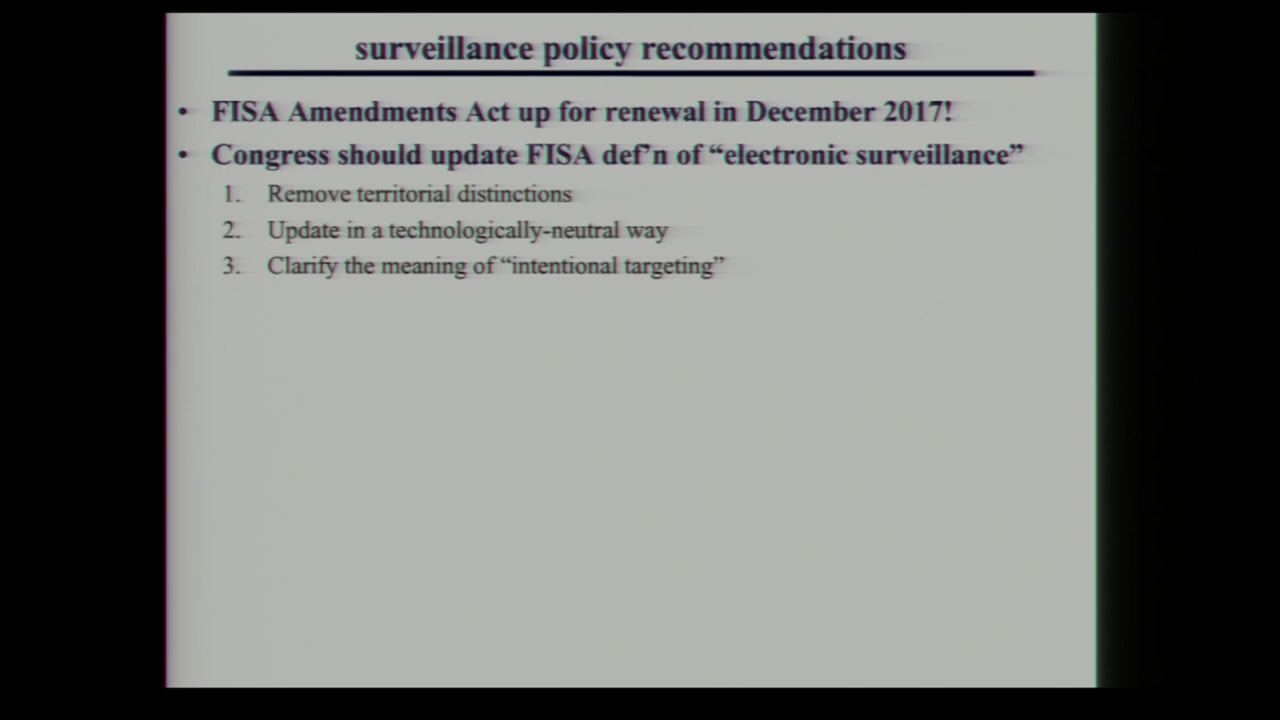 surveillance policy recommendations
• FISA Amendments Act up for renewal in December 2017!
• Congress should update FISA def’n of “electronic surveillance”
1. Remove territorial distinctions
2. Update in a technologically-neutral way
3. Clarify the meaning of “intentional targeting”